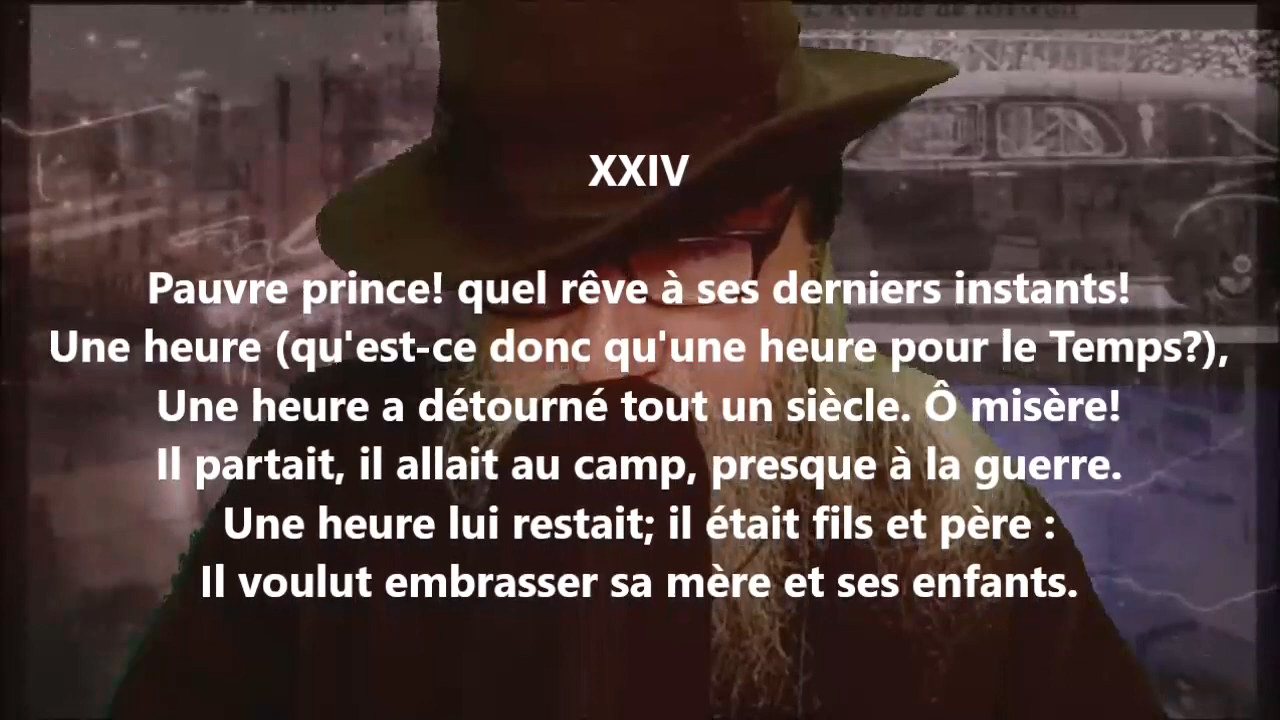 L'Avenue de
XXIV
Pauvre prince! quel rêve à ses derniers instants!
Une heure (qu'est-ce donc qu'une heure pour le Temps?),
Une heure a détourné tout un siècle. Ô misère!
Il partait, il allait au camp, presque à la guerre.
Une heure lui restait; il était fils et père :
Il voulut embrasser sa mère et ses enfants.